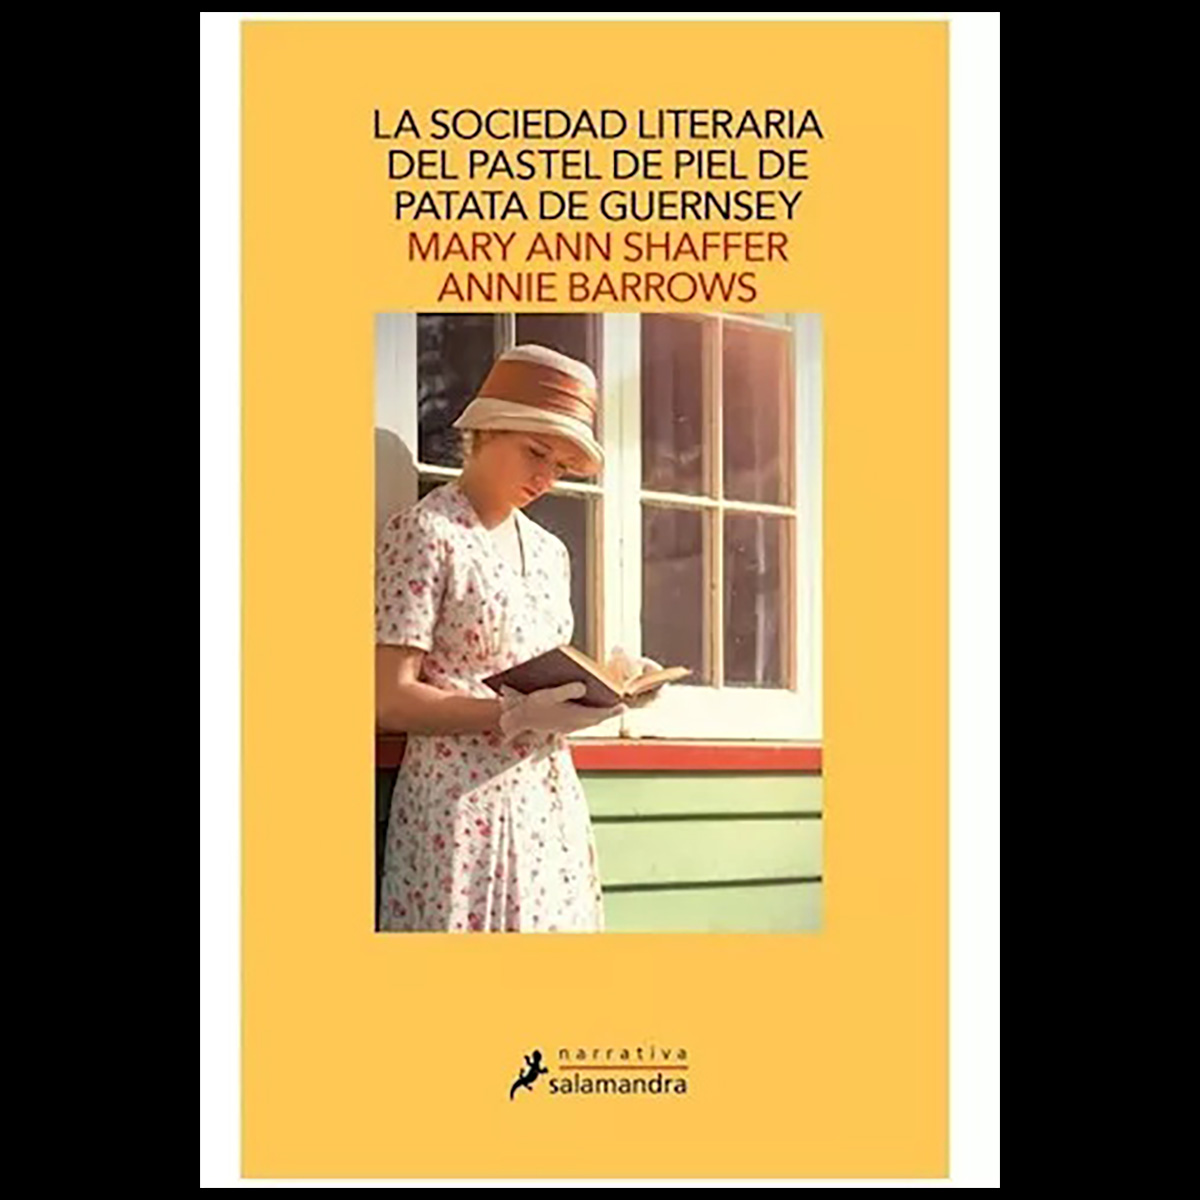 LA SOCIEDAD LITERARIA
DEL PASTEL DE PIEL DE
PATATA DE GUERNSEY
MARY ANN SHAFFER
ANNIE BARROWS
narrativa
salamandra